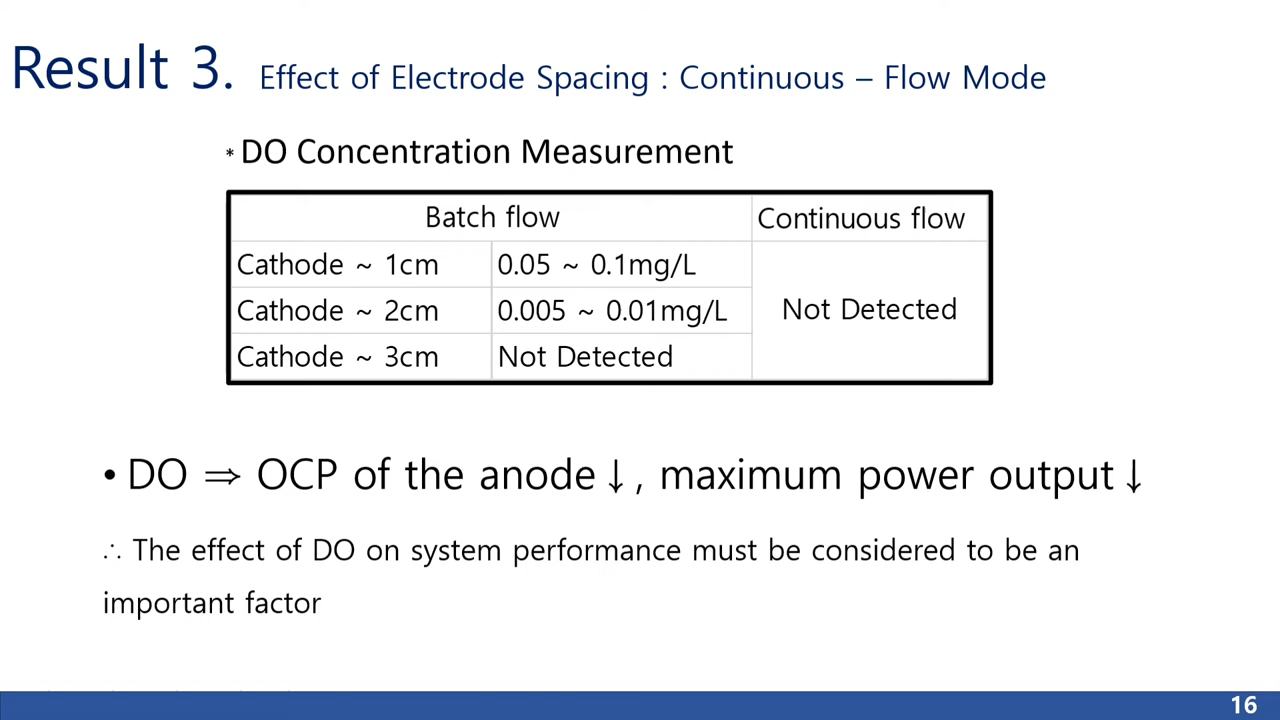 Result 3. Effect of Electrode Spacing : Continuous – Flow Mode
* DO Concentration Measurement
Batch flow Continuous flow
Cathode ~ 1cm 0.05 ~ 0.1mg/L
Cathode ~ 2cm 0.005 ~ 0.01mg/L Not Detected
Cathode ~ 3cm Not Detected
• DO ⇒ OCP of the anode↓, maximum power output↓
∴ The effect of DO on system performance must be considered to be an
important factor
16